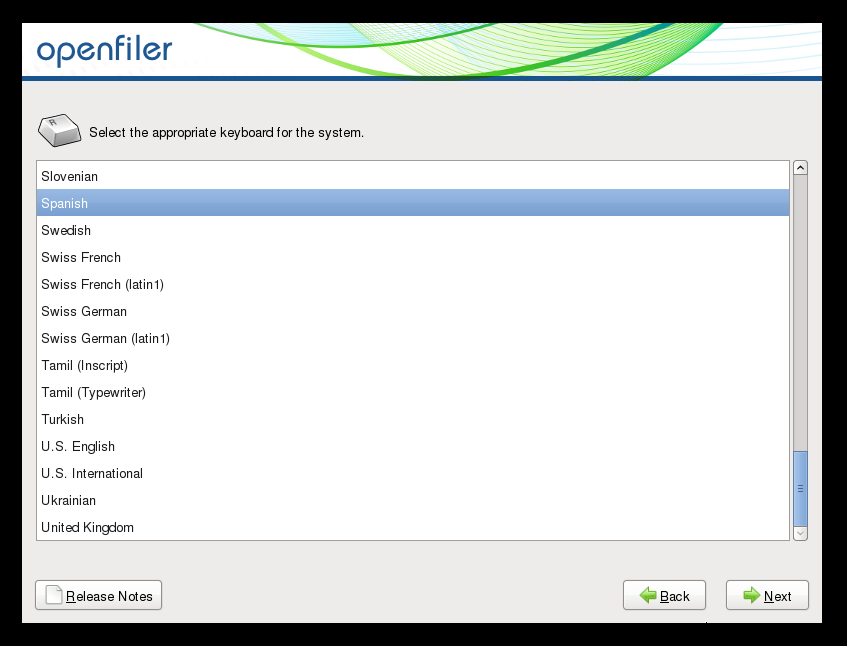 openfiler
R
Select the appropriate keyboard for the system.
Slovenian
Spanish
Swedish
Swiss French
Swiss French (latin1)
Swiss German
Swiss German (latin1)
Tamil (Inscript)
Tamil (Typewriter)
Turkish
U.S. English
U.S. International
Ukrainian
United Kingdom
Release Notes
Back
Next